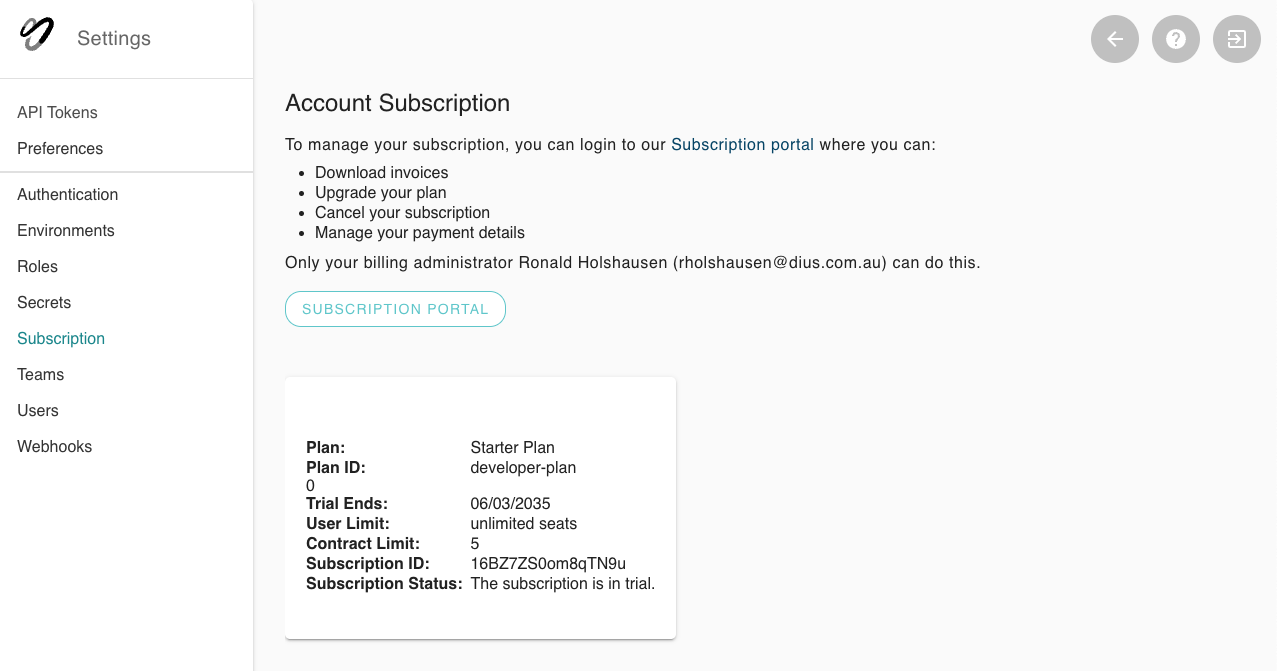 Settings
API Tokens
Preferences
Authentication
Environments
Roles
Secrets
Subscription
Teams
Users
Webhooks
Account Subscription
To manage your subscription, you can login to our Subscription portal where you can:
• Download invoices
• Upgrade your plan
• Cancel your subscription
• Manage your payment details
Only your billing administrator Ronald Holshausen (rholshausen@dius.com.au) can do this.
SUBSCRIPTION PORTAL
Plan: Starter Plan
Plan ID: developer-plan
0
Trial Ends: 06/03/2035
User Limit: unlimited seats
Contract Limit: 5
Subscription ID: 16BZ7ZS0om8qTN9u
Subscription Status: The subscription is in trial.